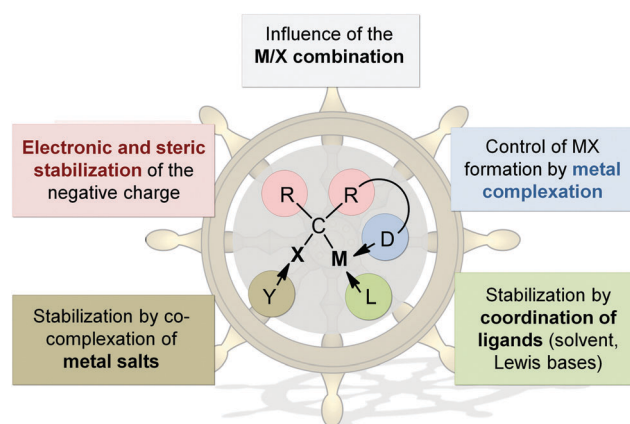 Influence of the
M/X combination
Electronic and steric
stabilization of the
negative charge
Control of MX
formation by metal
complexation
R R
C
X M D
Y L
Stabilization by co-
complexation of
metal salts
Stabilization by
coordination of
ligands (solvent,
Lewis bases)